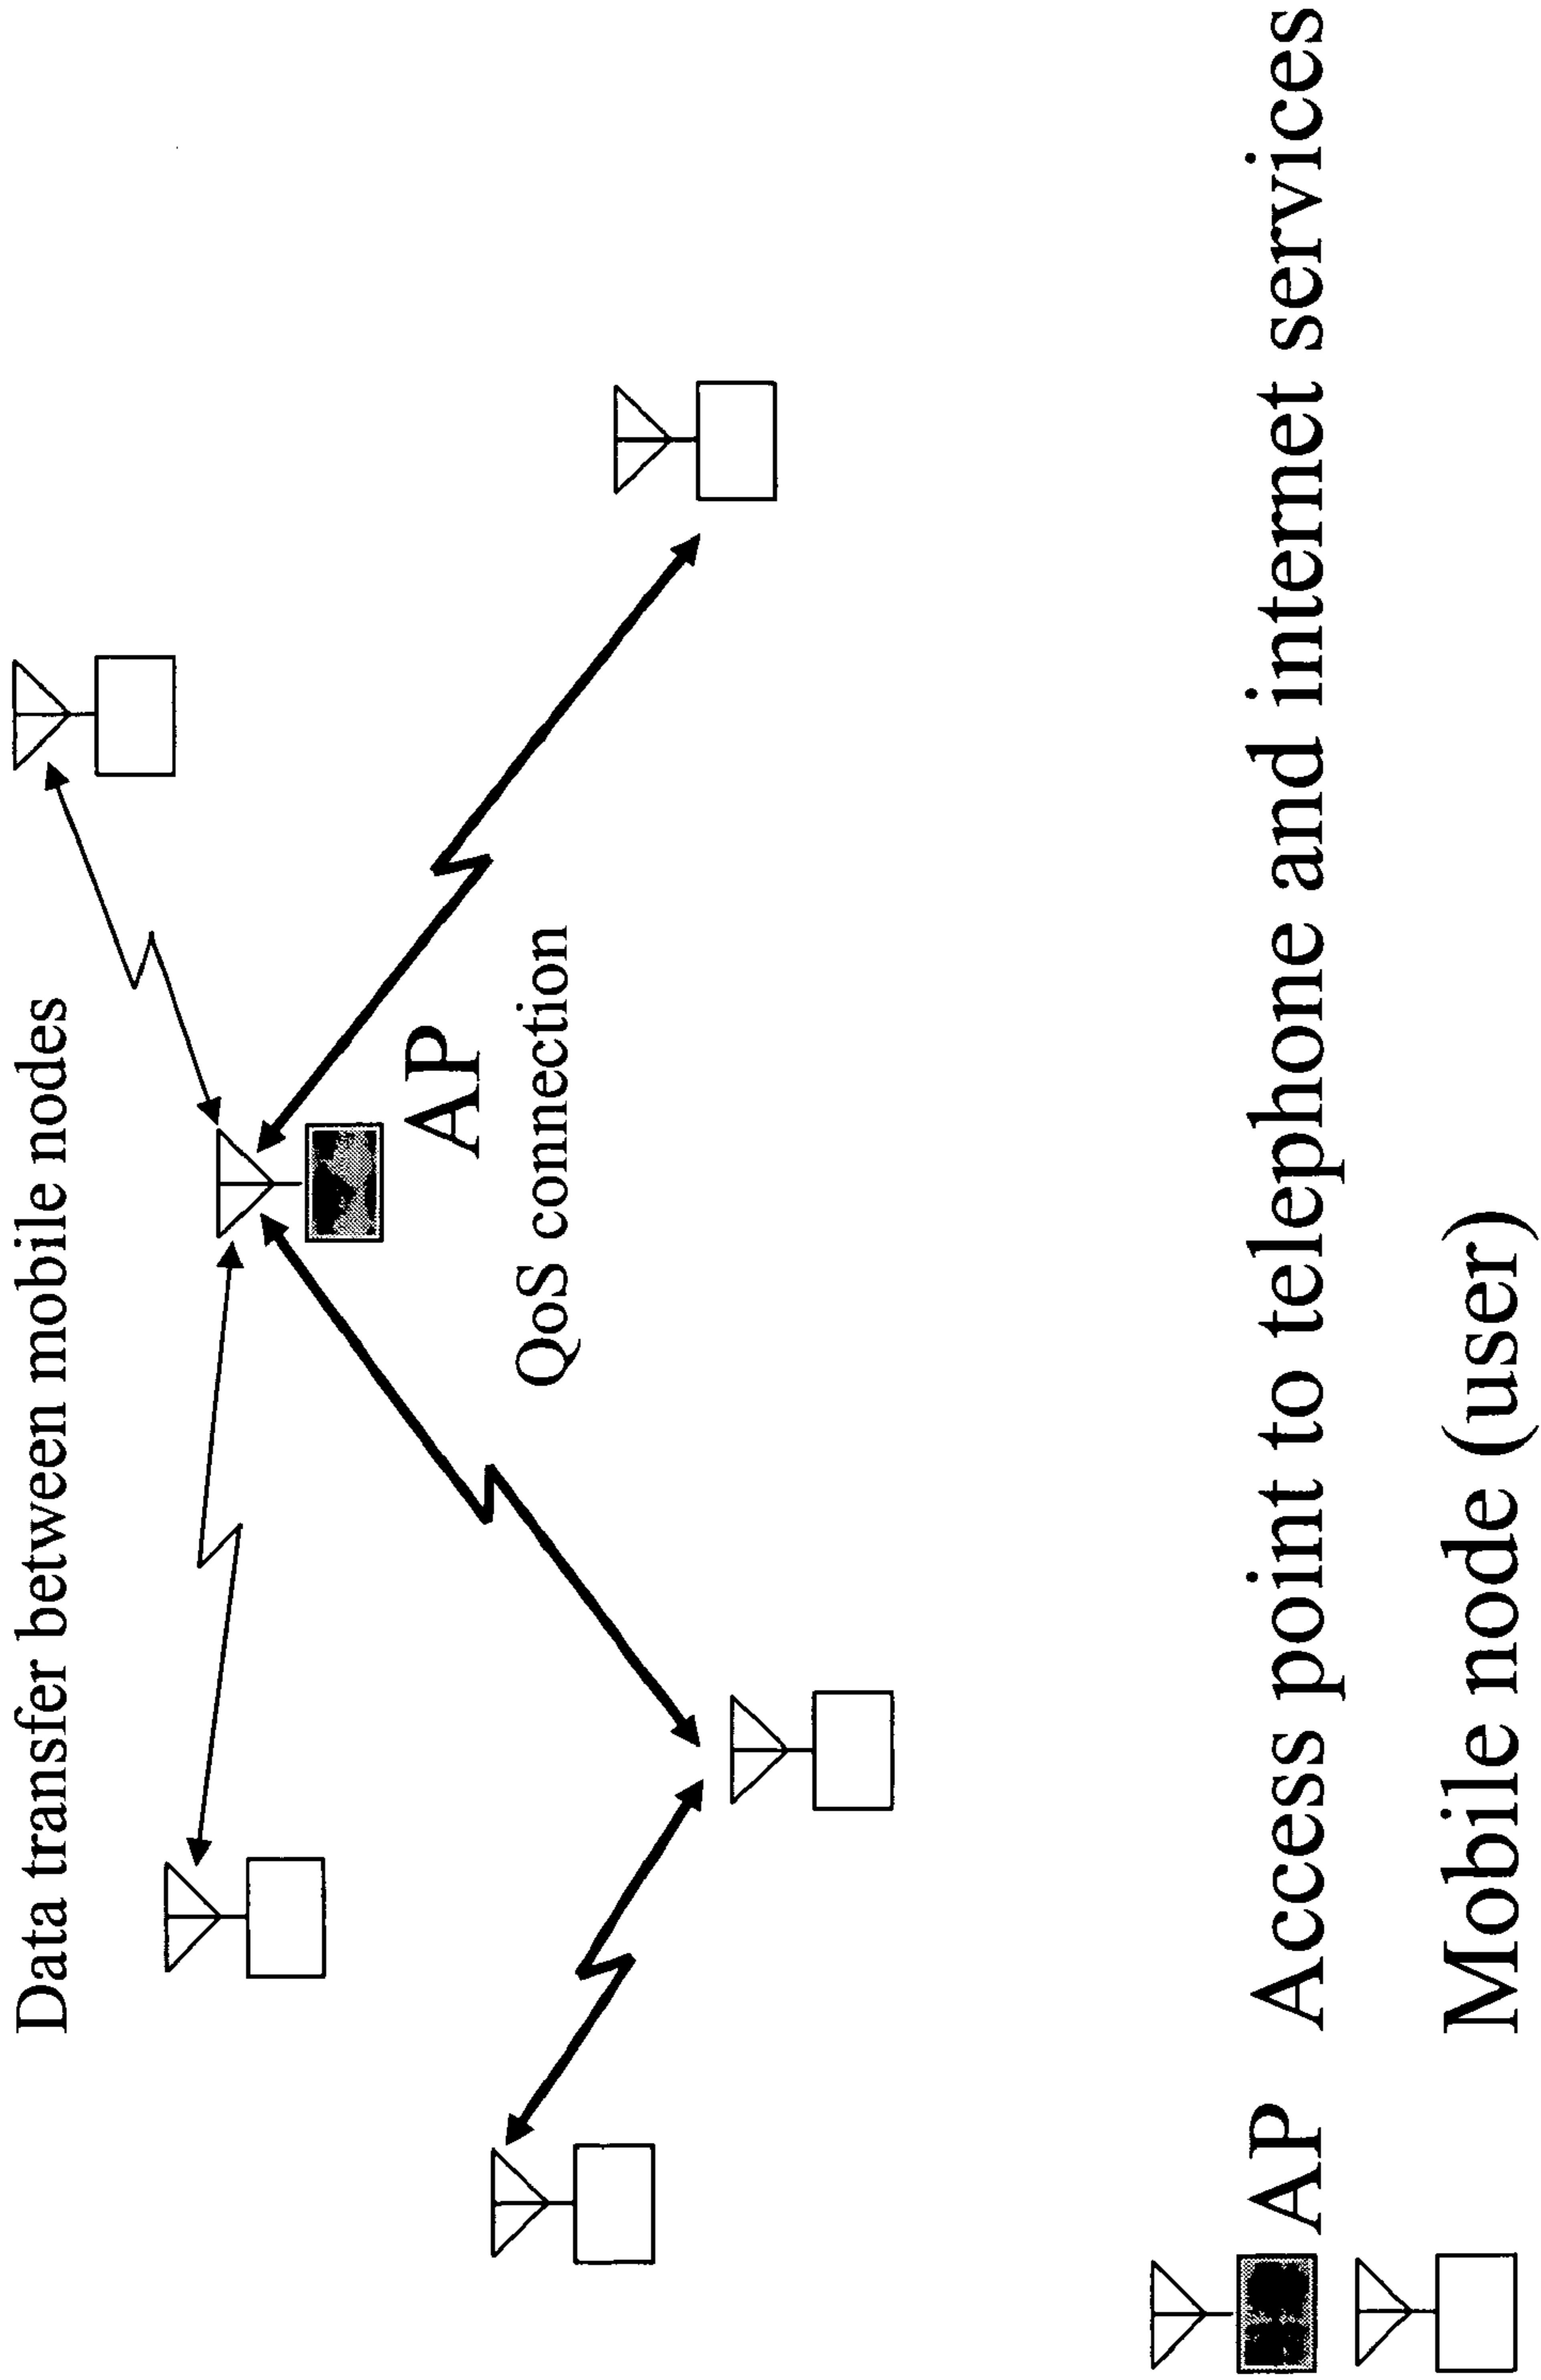 Data transfer between mobile nodes
AP
QoS connection
AP Access point to telephone and internet services
Mobile node (user)